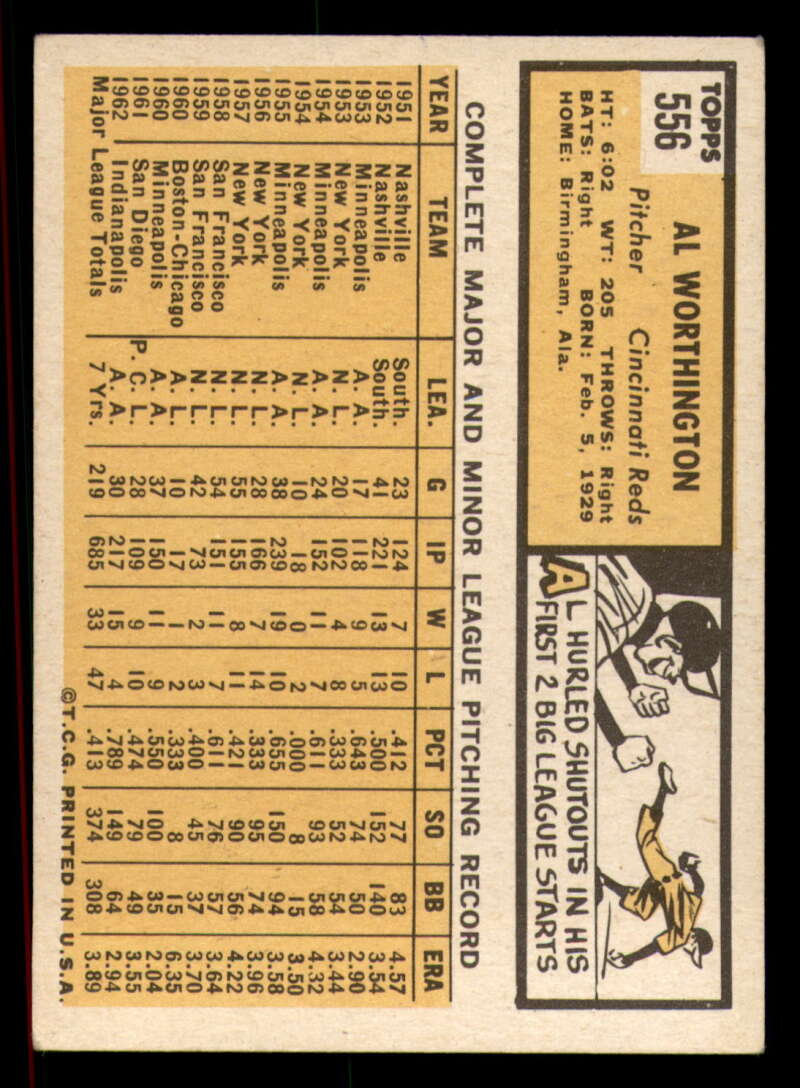 TOPPS
556
AL WORTHINGTON
Pitcher Cincinnati Reds
HT: 6:02 WT: 205 THROWS: Right
BATS: Right BORN: Feb. 5, 1929
HOME: Birmingham, Ala.
AL HURLED SHUTOUTS IN HIS
FIRST 2 BIG LEAGUE STARTS
COMPLETE MAJOR AND MINOR LEAGUE PITCHING RECORD
YEAR TEAM LEA. G IP W L PCT SO BB ERA
1951 Nashville South. 23 124 7 10 .412 77 83 4.57
1952 Nashville South. 41 221 13 13 .500 152 140 3.54
1953 Minneapolis A. A. 17 118 9 5 .643 74 50 2.90
1953 New York N. L. 20 102 4 8 .333 52 54 3.44
1954 Minneapolis A. A. 24 152 11 7 .611 93 58 4.32
1954 New York N. L. 10 18 0 2 .000 8 15 3.50
1955 Minneapolis A. A. 38 239 19 10 .655 150 94 3.58
1956 New York N. L. 28 166 7 14 .333 95 74 3.96
1957 New York N. L. 55 155 8 11 .421 90 56 4.22
1958 San Francisco N. L. 54 151 11 7 .611 76 57 3.64
1959 San Francisco N. L. 42 73 2 3 .400 45 37 3.70
1960 Boston-Chicago A. L. 10 17 1 2 .333 8 15 6.35
1960 Minneapolis A. A. 37 150 11 9 .550 100 35 2.04
1961 San Diego P. C. L. 28 109 9 10 .474 79 49 3.55
1962 Indianapolis A. A. 30 217 15 4 .789 149 64 2.94
Major League Totals 7 Yrs. 219 685 33 47 .413 374 308 3.89
©T.C.G. PRINTED IN U.S.A.